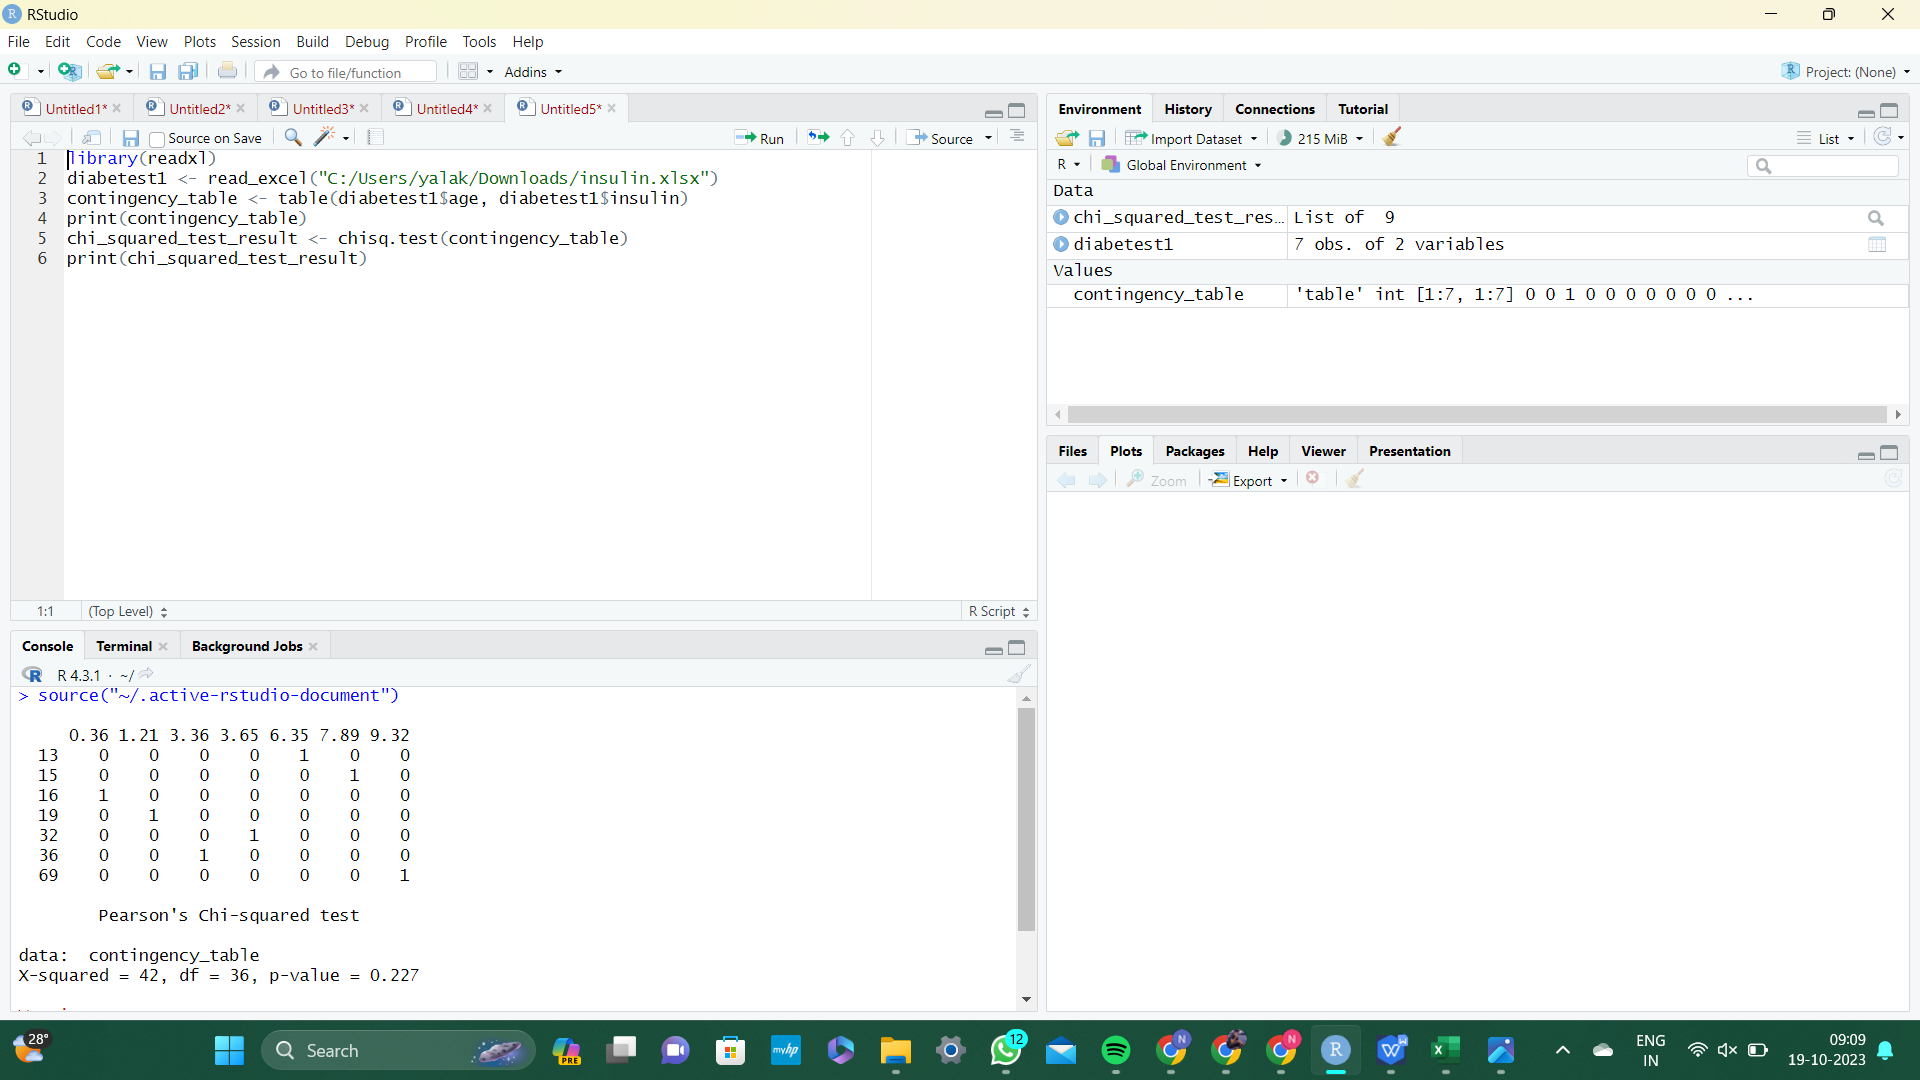 RStudio
File Edit Code View Plots Session Build Debug Profile Tools Help
Go to file/function Addins Project: (None)
Untitled1* Untitled2* Untitled3* Untitled4* Untitled5*
Source on Save Run Source
1 library(readxl)
2 diabetest1 <- read_excel("C:/Users/yalak/Downloads/insulin.xlsx")
3 contingency_table <- table(diabetest1$age, diabetest1$insulin)
4 print(contingency_table)
5 chi_squared_test_result <- chisq.test(contingency_table)
6 print(chi_squared_test_result)
1:1 (Top Level) R Script
Console Terminal Background Jobs
R 4.3.1 · ~/
> source("~/.active-rstudio-document")
0.36 1.21 3.36 3.65 6.35 7.89 9.32
13 0 0 0 0 1 0 0
15 0 0 0 0 0 1 0
16 1 0 0 0 0 0 0
19 0 1 0 0 0 0 0
32 0 0 0 1 0 0 0
36 0 0 1 0 0 0 0
69 0 0 0 0 0 0 1
Pearson's Chi-squared test
data: contingency_table
X-squared = 42, df = 36, p-value = 0.227
Environment History Connections Tutorial
Import Dataset 215 MiB List
R Global Environment
Data
chi_squared_test_res… List of 9
diabetest1 7 obs. of 2 variables
Values
contingency_table 'table' int [1:7, 1:7] 0 0 1 0 0 0 0 0 0 0 ...
Files Plots Packages Help Viewer Presentation
Zoom Export
28° Search PRE myhp 12 N N R W X ENG 09:09
IN 19-10-2023